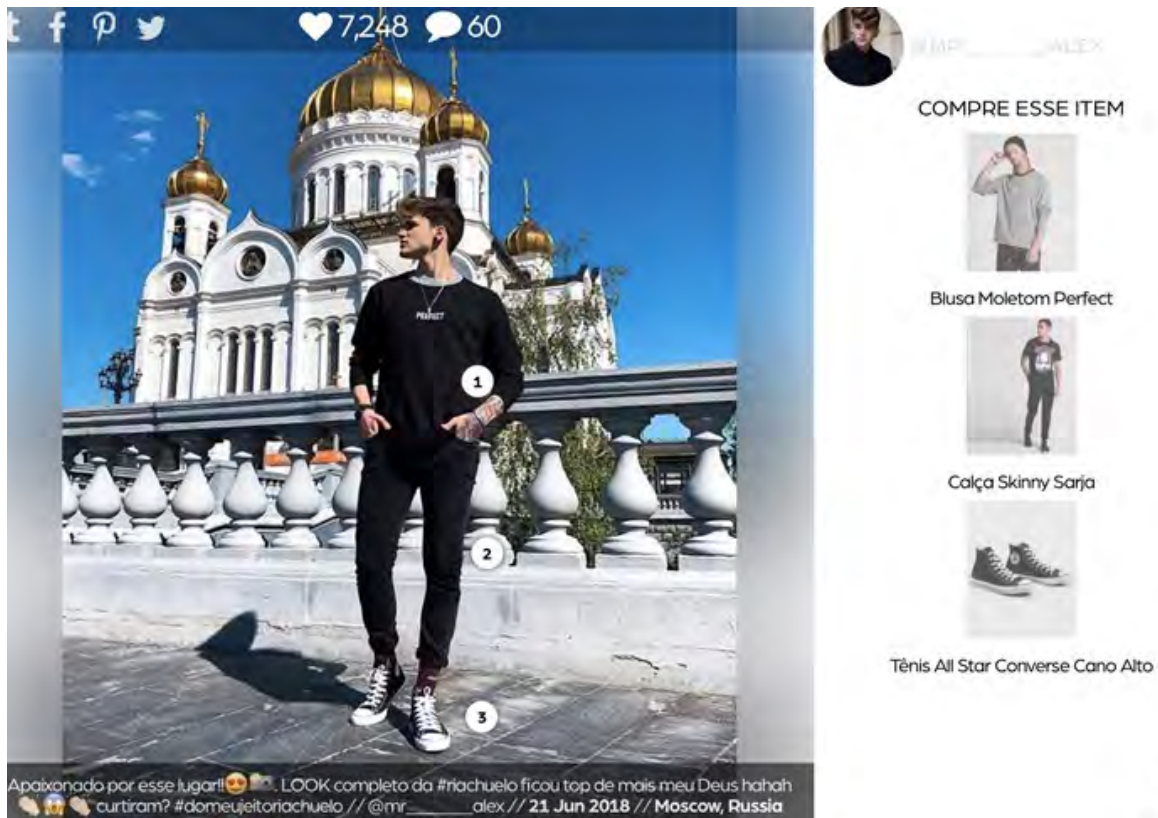 7,248 60
COMPRE ESSE ITEM
PERFECT
1
Blusa Moletom Perfect
2
Calça Skinny Sarja
3
Tênis All Star Converse Cano Alto
Apaixonado por esse lugar!!😍📷. LOOK completo da #riachuelo ficou top de mais meu Deus hahah
👏🏻😱👏🏻 curtiram? #domeujeitoriachuelo // @mr______alex // 21 Jun 2018 // Moscow, Russia